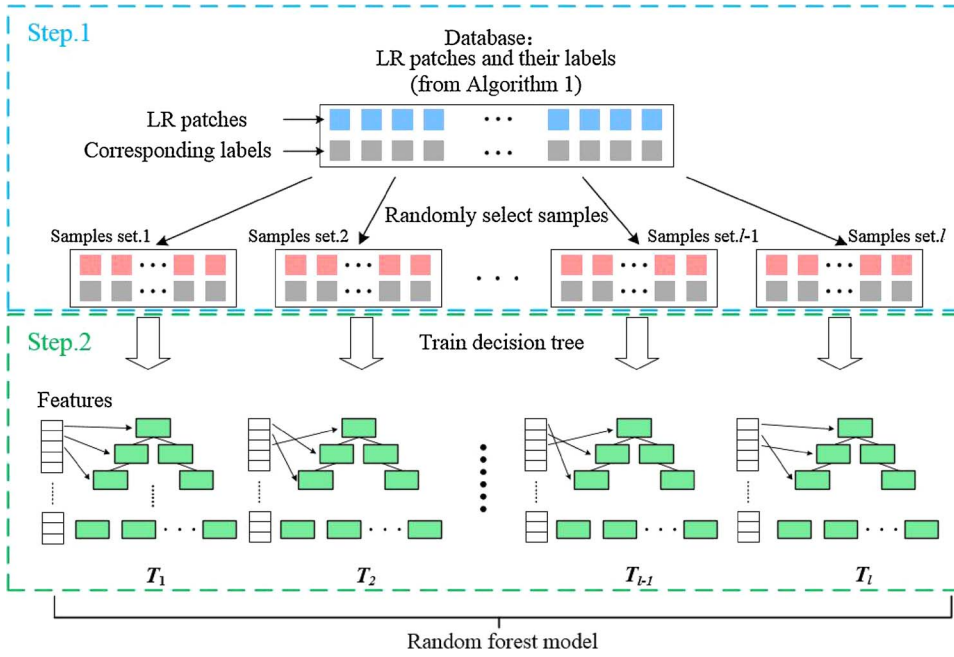 Step.1
Database:
LR patches and their labels
(from Algorithm 1)
LR patches
Corresponding labels
Randomly select samples
Samples set.1
Samples set.2
Samples set.l-1
Samples set.l
Step.2
Train decision tree
Features
T1
T2
Tl-1
Tl
Random forest model